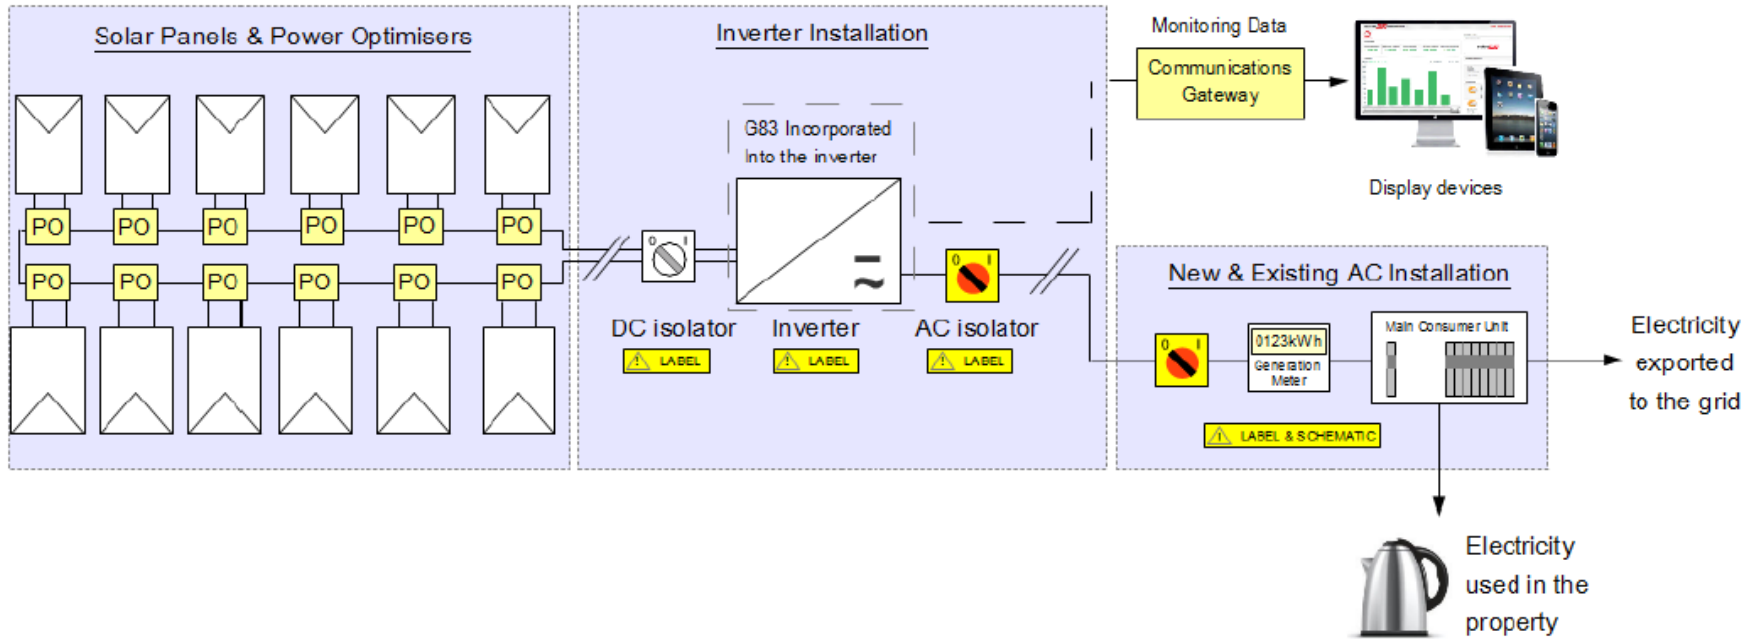 Solar Panels & Power Optimisers
PO PO PO PO PO PO
PO PO PO PO PO PO
Inverter Installation
G83 Incorporated
Into the inverter
0 I
0 I
DC isolator
LABEL
Inverter
LABEL
AC isolator
LABEL
Monitoring Data
Communications
Gateway
Display devices
New & Existing AC Installation
0 I
0123kWh
Generation
Meter
Main Consumer Unit
LABEL & SCHEMATIC
Electricity
exported
to the grid
Electricity
used in the
property